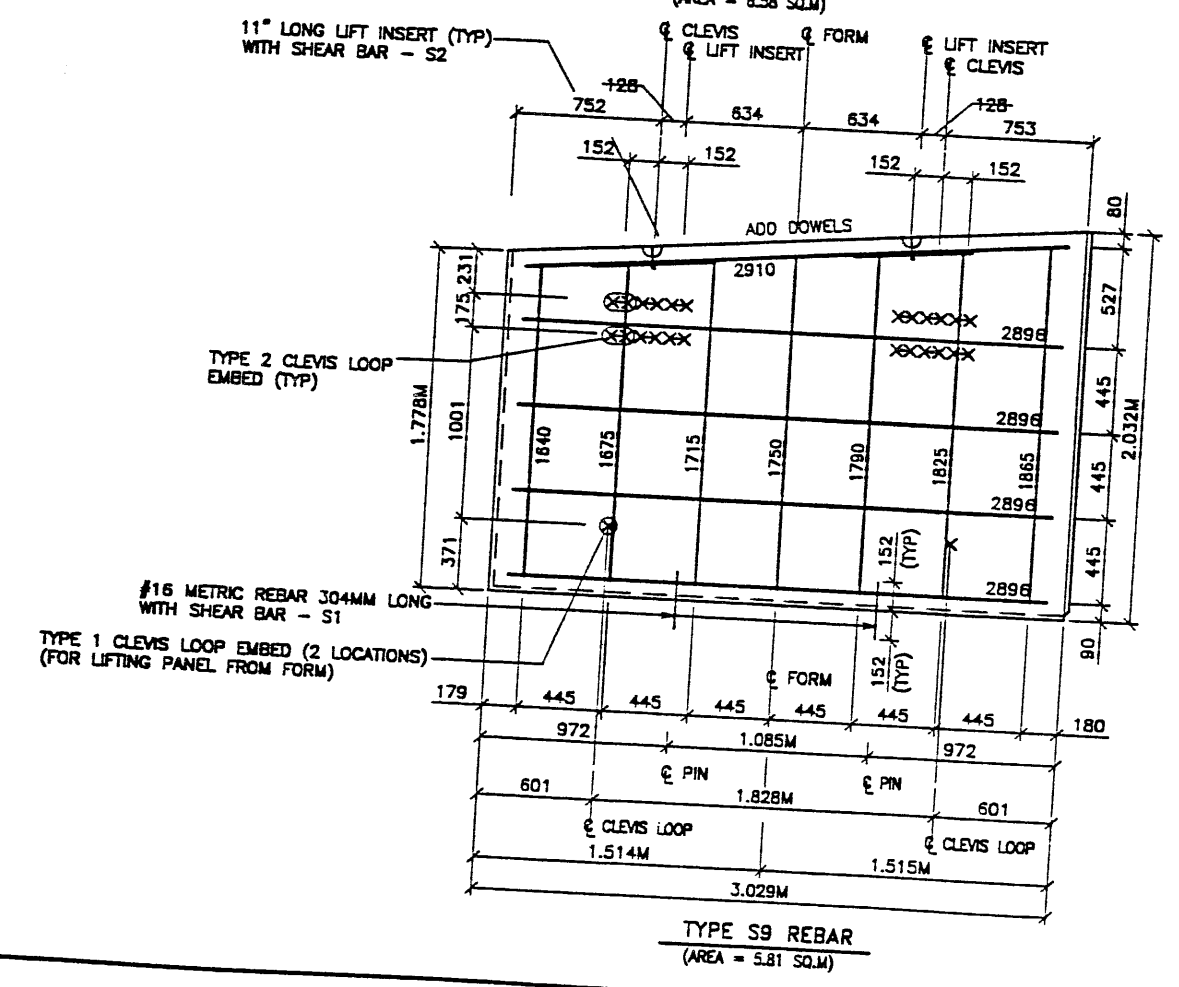 (AREA = 8.58 SQ.M)
11" LONG LIFT INSERT (TYP)
WITH SHEAR BAR – S2
℄ CLEVIS
℄ LIFT INSERT
℄ FORM
℄ LIFT INSERT
℄ CLEVIS
752
128
634
634
128
753
152
152
152
152
80
ADD DOWELS
2910
231
175
527
2896
TYPE 2 CLEVIS LOOP
EMBED (TYP)
1.778M
1001
445
2.032M
2896
1640
1675
1715
1750
1790
1825
1865
445
2896
371
152
(TYP)
445
2896
#16 METRIC REBAR 304MM LONG
WITH SHEAR BAR – S1
TYPE 1 CLEVIS LOOP EMBED (2 LOCATIONS)
(FOR LIFTING PANEL FROM FORM)
152
(TYP)
90
℄ FORM
179
445
445
445
445
445
445
180
972
1.085M
972
℄ PIN
℄ PIN
601
1.828M
601
℄ CLEVIS LOOP
℄ CLEVIS LOOP
1.514M
1.515M
3.029M
TYPE S9 REBAR
(AREA = 5.81 SQ.M)